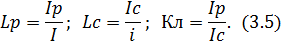 Lp = Ip/I; Lc = Ic/i; Кл = Ip/Ic. (3.5)